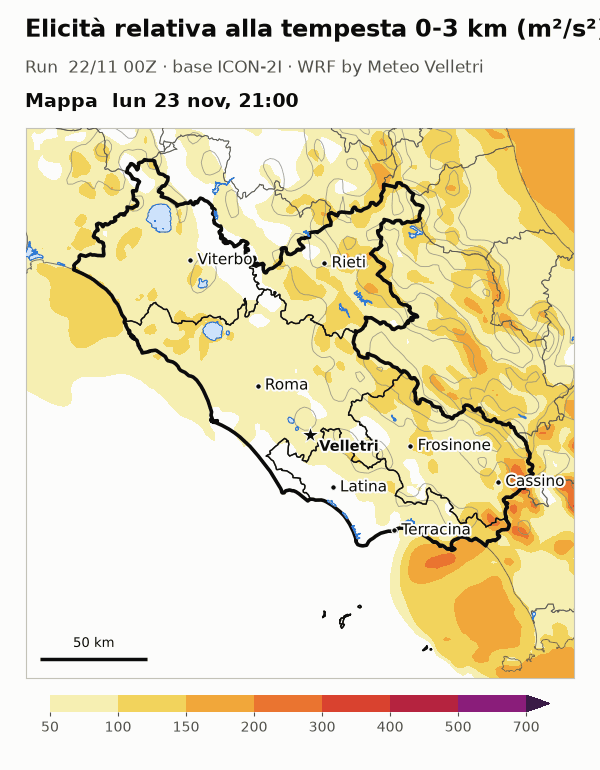 Elicità relativa alla tempesta 0-3 km (m²/s²)
Run 22/11 00Z · base ICON-2I · WRF by Meteo Velletri
Mappa lun 23 nov, 21:00
Viterbo
Rieti
Roma
Velletri
Frosinone
Cassino
Latina
Terracina
50 km
50 100 150 200 300 400 500 700